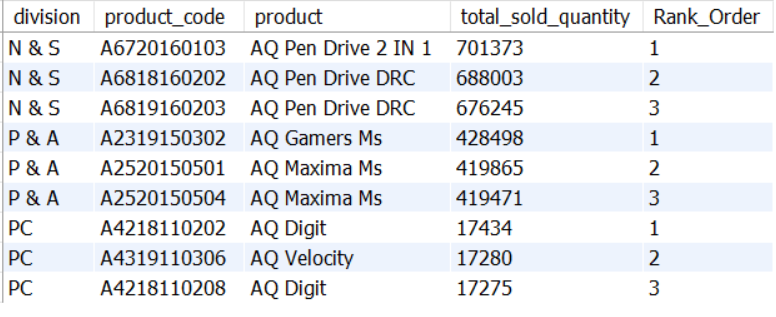 division product_code product total_sold_quantity Rank_Order
N & S A6720160103 AQ Pen Drive 2 IN 1 701373 1
N & S A6818160202 AQ Pen Drive DRC 688003 2
N & S A6819160203 AQ Pen Drive DRC 676245 3
P & A A2319150302 AQ Gamers Ms 428498 1
P & A A2520150501 AQ Maxima Ms 419865 2
P & A A2520150504 AQ Maxima Ms 419471 3
PC A4218110202 AQ Digit 17434 1
PC A4319110306 AQ Velocity 17280 2
PC A4218110208 AQ Digit 17275 3